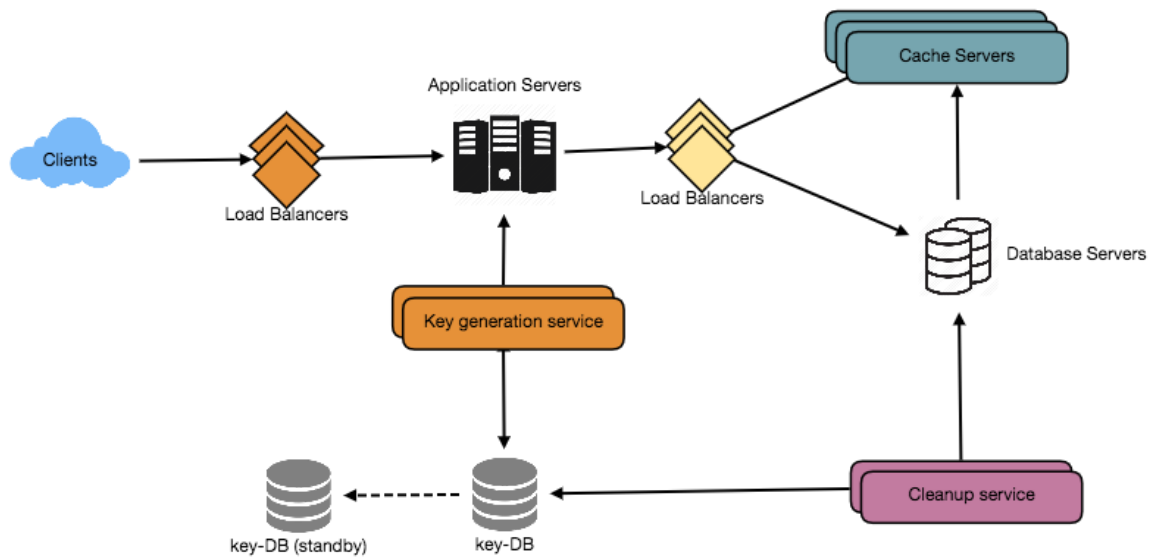 Cache Servers
Application Servers
Clients
Load Balancers
Load Balancers
Database Servers
Key generation service
Cleanup service
key-DB (standby)
key-DB